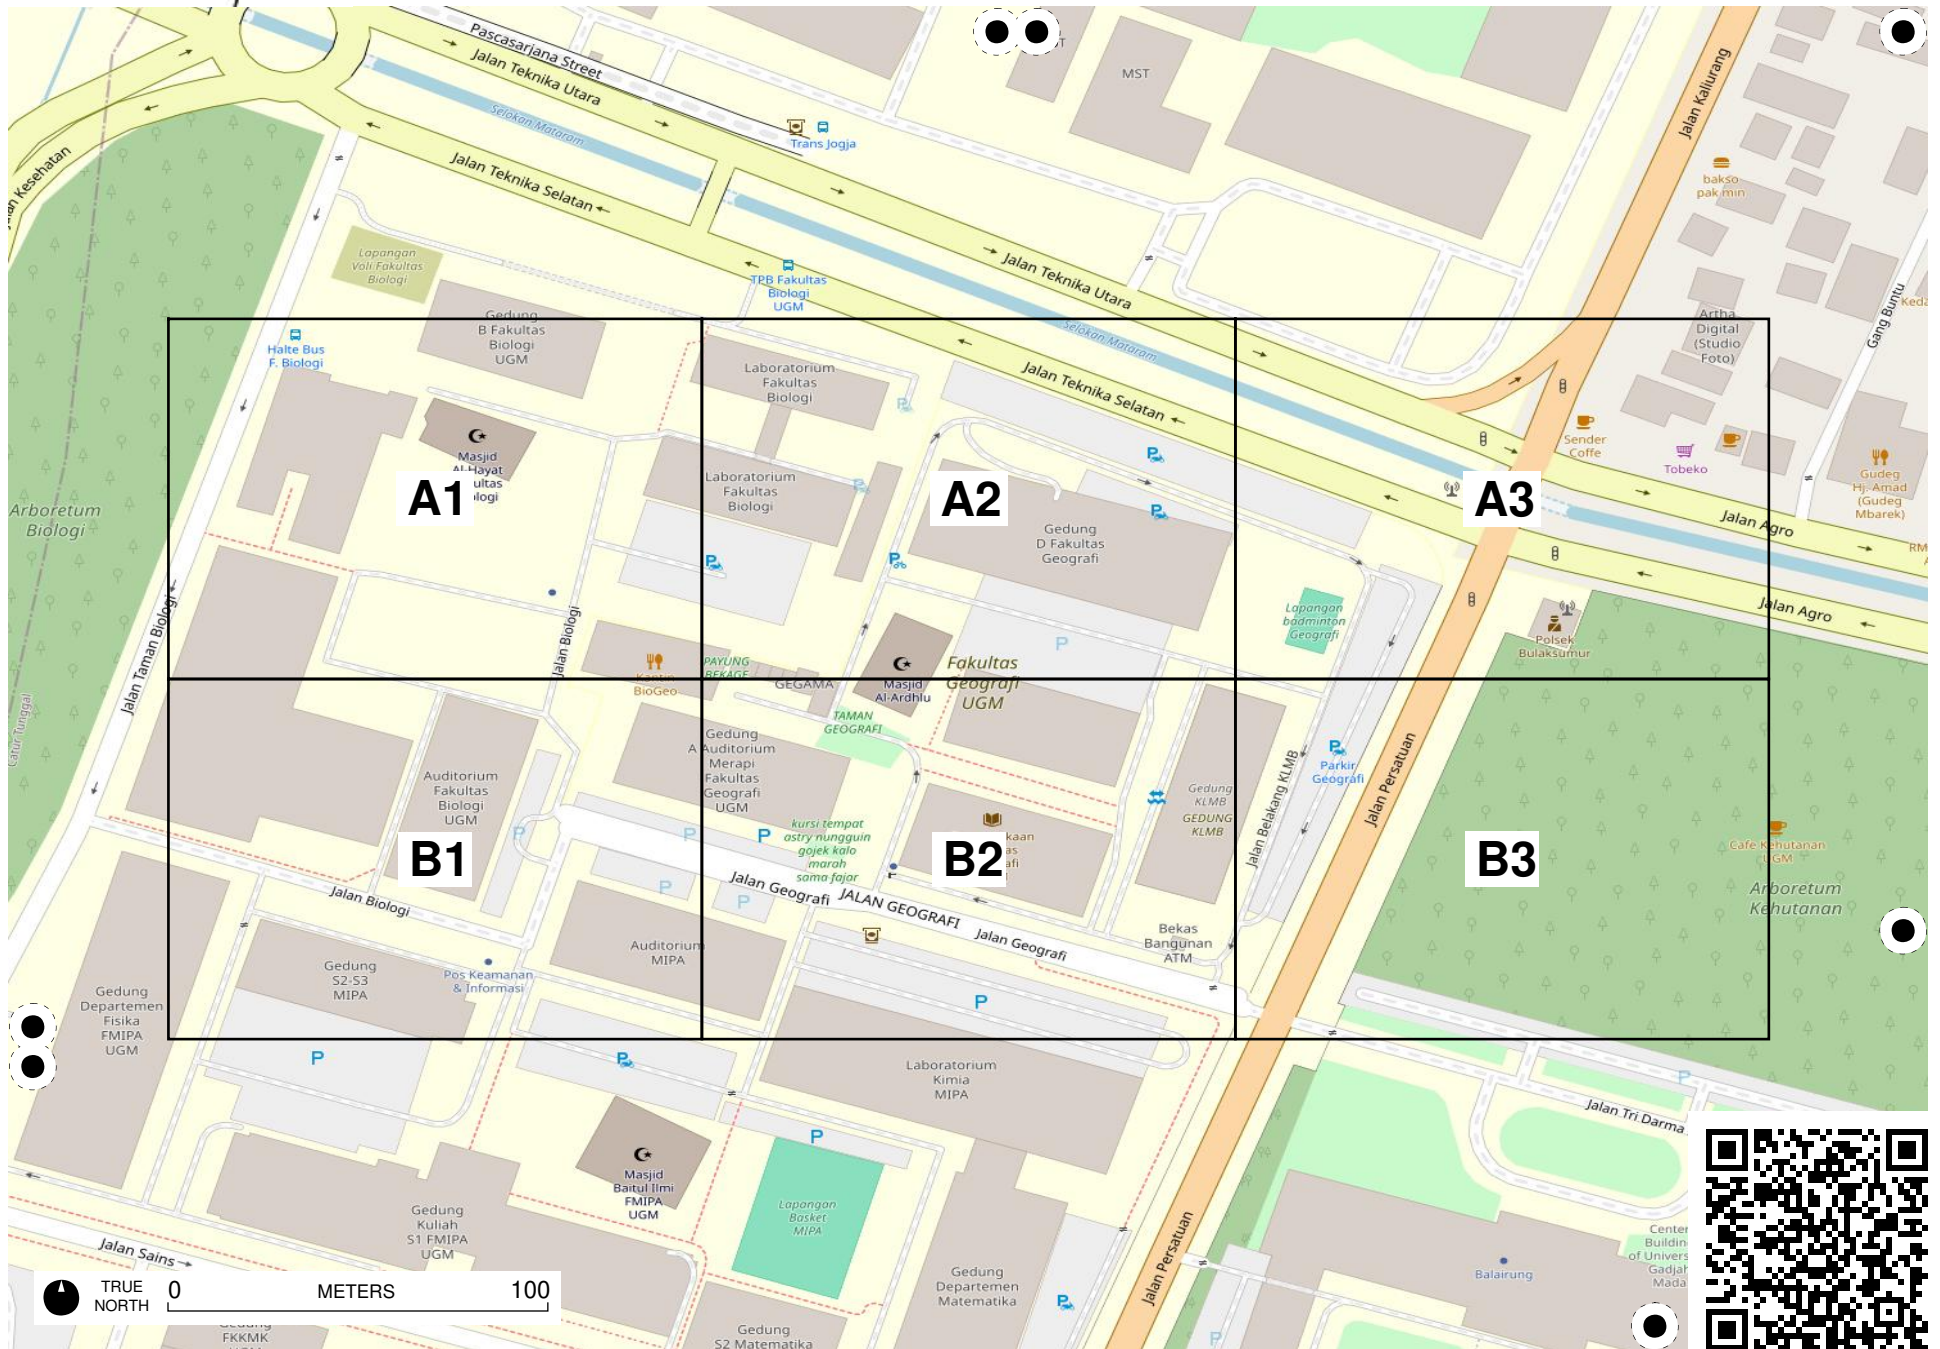 Pascasarjana Street
Jalan Teknika Utara
Selokan Mataram
Jalan Teknika Selatan
Trans Jogja
MST
Jalan Kaliurang
bakso
pak min
Kesehatan
Lapangan
Voli Fakultas
Biologi
TPB Fakultas
Biologi
UGM
Jalan Teknika Utara
Gang Buntu
Artha
Digital
(Studio
Foto)
Halte Bus
F. Biologi
Gedung
B Fakultas
Biologi
UGM
Laboratorium
Fakultas
Biologi
Selokan Mataram
Jalan Teknika Selatan
Sender
Coffe
Tobeko
Gudeg
Hj. Amad
(Gudeg
Mbarek)
Masjid
Al-Hayat
A1
Laboratorium
Fakultas
Biologi
A2
Gedung
D Fakultas
Geografi
A3
Jalan Agro
RM
Arboretum
Biologi
Jalan Agro
Lapangan
badminton
Geografi
Polsek
Bulaksumur
Jalan Taman Biologi
Jalan Biologi
Kantin
BioGeo
PAYUNG
BEKAGE
GEGAMA
Masjid
Al-Ardhlu
Fakultas
Geografi
UGM
TAMAN
GEOGRAFI
Catur Tunggal
Auditorium
Fakultas
Biologi
UGM
Gedung
A Auditorium
Merapi
Fakultas
Geografi
UGM
Gedung
KLMB
GEDUNG
KLMB
Jalan Belakang KLMB
Parkir
Geografi
Jalan Persatuan
B1
kursi tempat
astry nungguin
gojek kalo
marah
sama fajar
B2
B3
Cafe Kehutanan
UGM
Arboretum
Kehutanan
Jalan Biologi
Jalan Geografi
JALAN GEOGRAFI
Jalan Geografi
Bekas
Bangunan
ATM
Auditorium
MIPA
Gedung
S2-S3
MIPA
Pos Keamanan
& Informasi
Gedung
Departemen
Fisika
FMIPA
UGM
P
P
Laboratorium
Kimia
MIPA
P
Jalan Tri Darma
P
Masjid
Baitul Ilmi
FMIPA
UGM
Lapangan
Basket
MIPA
Gedung
Kuliah
S1 FMIPA
UGM
Jalan Sains
Jalan Persatuan
Balairung
Gedung
Departemen
Matematika
P
TRUE
NORTH
0 METERS 100
Gedung
FKKMK
Gedung
S2 Matematika